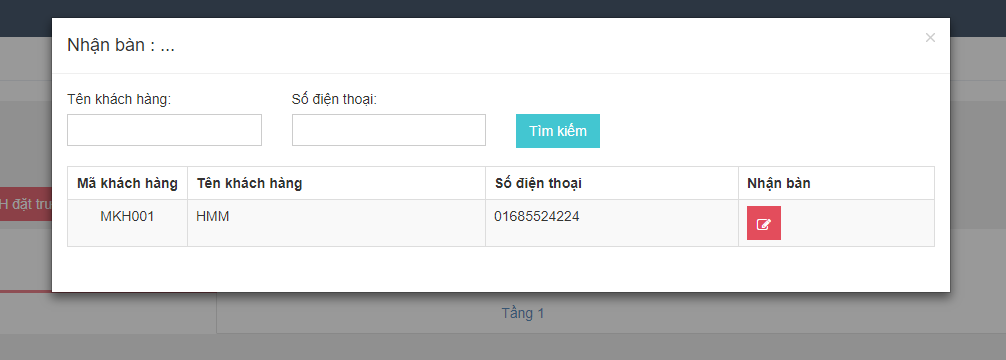 Nhận bàn : ...
×
Tên khách hàng:
Số điện thoại:
Tìm kiếm
Mã khách hàng Tên khách hàng Số điện thoại Nhận bàn
MKH001 HMM 01685524224
H đặt trư
Tầng 1